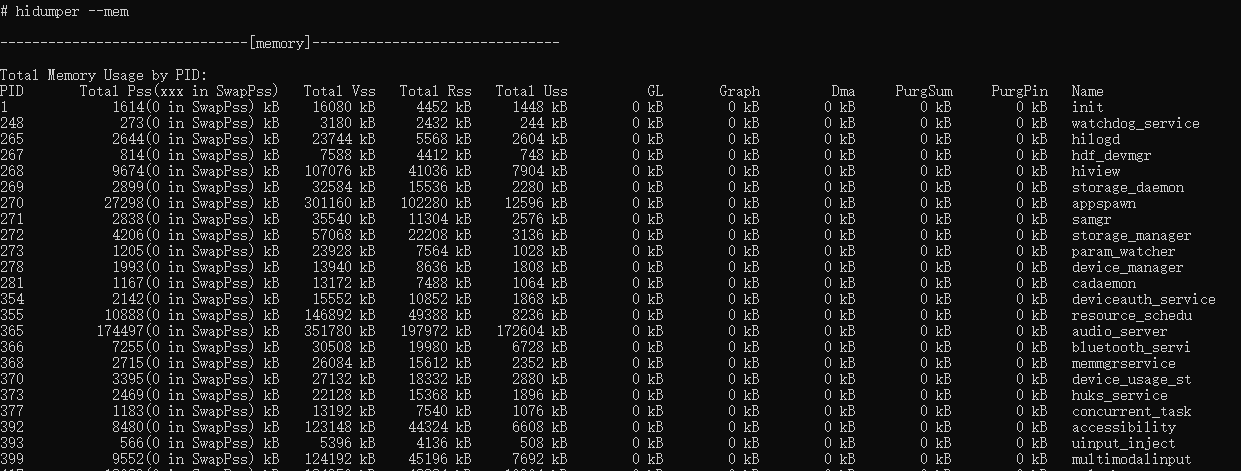 # hidumper --mem
-------------------------------[memory]-------------------------------
Total Memory Usage by PID:
PID Total Pss(xxx in SwapPss) kB Total Vss Total Rss Total Uss GL Graph Dma PurgSum PurgPin Name
1 1614(0 in SwapPss) kB 16080 kB 4452 kB 1448 kB 0 kB 0 kB 0 kB 0 kB 0 kB init
248 273(0 in SwapPss) kB 3180 kB 2432 kB 244 kB 0 kB 0 kB 0 kB 0 kB 0 kB watchdog_service
265 2644(0 in SwapPss) kB 23744 kB 5568 kB 2604 kB 0 kB 0 kB 0 kB 0 kB 0 kB hilogd
267 814(0 in SwapPss) kB 7588 kB 4412 kB 748 kB 0 kB 0 kB 0 kB 0 kB 0 kB hdf_devmgr
268 9674(0 in SwapPss) kB 107076 kB 41036 kB 7904 kB 0 kB 0 kB 0 kB 0 kB 0 kB hiview
269 2899(0 in SwapPss) kB 32584 kB 15536 kB 2280 kB 0 kB 0 kB 0 kB 0 kB 0 kB storage_daemon
270 27298(0 in SwapPss) kB 301160 kB 102280 kB 12596 kB 0 kB 0 kB 0 kB 0 kB 0 kB appspawn
271 2838(0 in SwapPss) kB 35540 kB 11304 kB 2576 kB 0 kB 0 kB 0 kB 0 kB 0 kB samgr
272 4206(0 in SwapPss) kB 57068 kB 22208 kB 3136 kB 0 kB 0 kB 0 kB 0 kB 0 kB storage_manager
273 1205(0 in SwapPss) kB 23928 kB 7564 kB 1028 kB 0 kB 0 kB 0 kB 0 kB 0 kB param_watcher
278 1993(0 in SwapPss) kB 13940 kB 8636 kB 1808 kB 0 kB 0 kB 0 kB 0 kB 0 kB device_manager
281 1167(0 in SwapPss) kB 13172 kB 7488 kB 1064 kB 0 kB 0 kB 0 kB 0 kB 0 kB cadaemon
354 2142(0 in SwapPss) kB 15552 kB 10852 kB 1868 kB 0 kB 0 kB 0 kB 0 kB 0 kB deviceauth_service
355 10888(0 in SwapPss) kB 146892 kB 49388 kB 8236 kB 0 kB 0 kB 0 kB 0 kB 0 kB resource_schedu
365 174497(0 in SwapPss) kB 351780 kB 197972 kB 172604 kB 0 kB 0 kB 0 kB 0 kB 0 kB audio_server
366 7255(0 in SwapPss) kB 30508 kB 19980 kB 6728 kB 0 kB 0 kB 0 kB 0 kB 0 kB bluetooth_servi
368 2715(0 in SwapPss) kB 26084 kB 15612 kB 2352 kB 0 kB 0 kB 0 kB 0 kB 0 kB memmgrservice
370 3395(0 in SwapPss) kB 27132 kB 18332 kB 2880 kB 0 kB 0 kB 0 kB 0 kB 0 kB device_usage_st
373 2469(0 in SwapPss) kB 22128 kB 15368 kB 1896 kB 0 kB 0 kB 0 kB 0 kB 0 kB huks_service
377 1183(0 in SwapPss) kB 13192 kB 7540 kB 1076 kB 0 kB 0 kB 0 kB 0 kB 0 kB concurrent_task
392 8480(0 in SwapPss) kB 123148 kB 44324 kB 6608 kB 0 kB 0 kB 0 kB 0 kB 0 kB accessibility
393 566(0 in SwapPss) kB 5396 kB 4136 kB 508 kB 0 kB 0 kB 0 kB 0 kB 0 kB uinput_inject
399 9552(0 in SwapPss) kB 124192 kB 45196 kB 7692 kB 0 kB 0 kB 0 kB 0 kB 0 kB multimodalinput